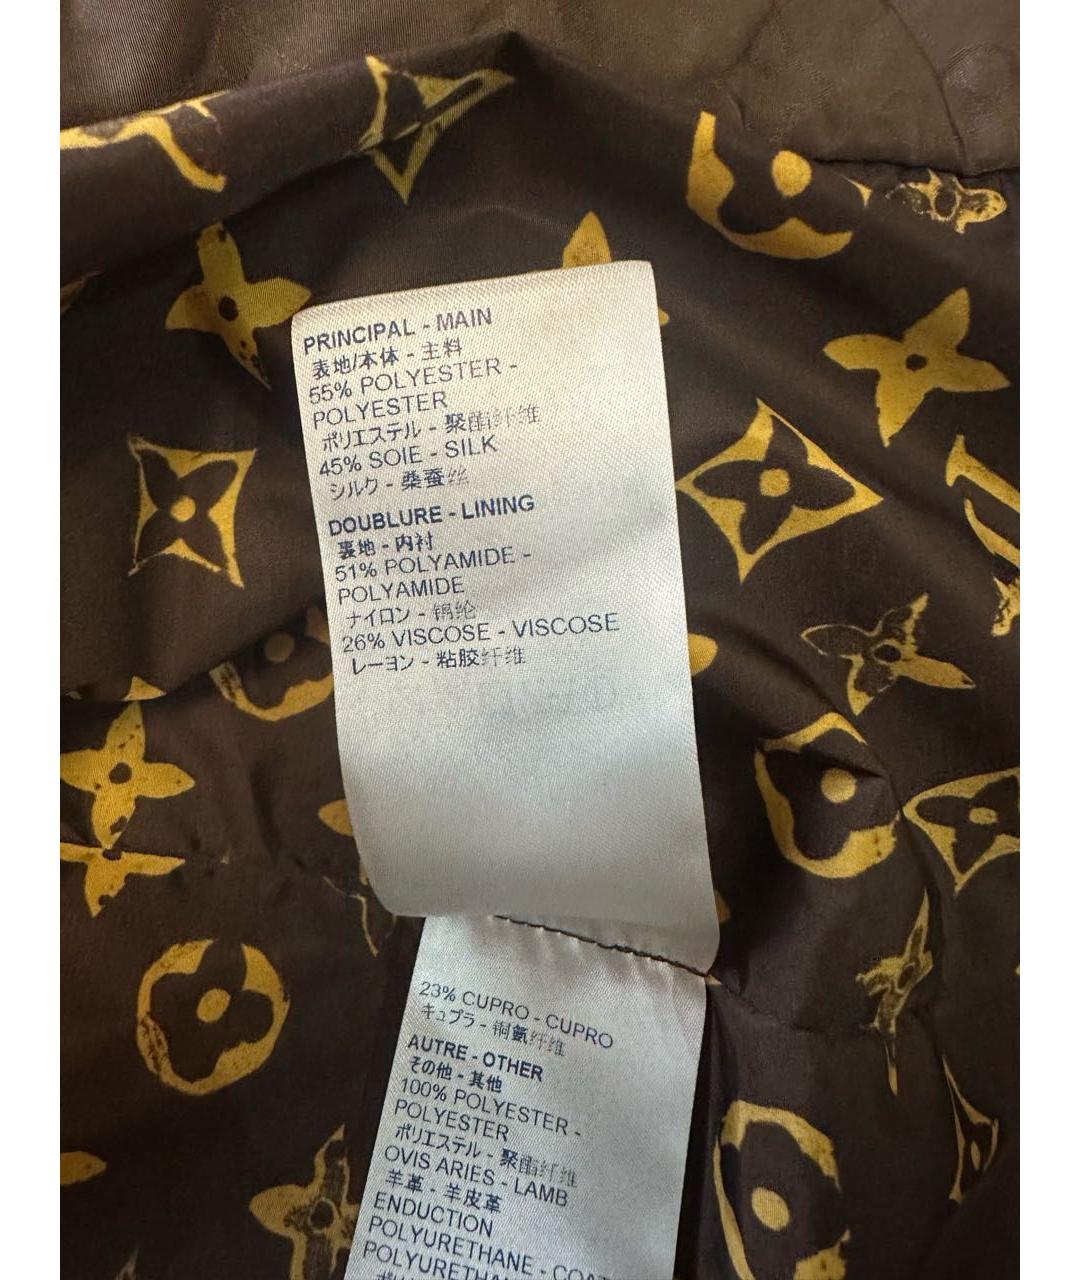 PRINCIPAL - MAIN
表地/本体 - 主料
55% POLYESTER -
POLYESTER
ポリエステル - 聚酯纤维
45% SOIE - SILK
シルク - 桑蚕丝
DOUBLURE - LINING
裏地 - 内衬
51% POLYAMIDE -
POLYAMIDE
ナイロン - 锦纶
26% VISCOSE - VISCOSE
レーヨン - 粘胶纤维
23% CUPRO - CUPRO
キュプラ - 铜氨纤维
AUTRE - OTHER
その他 - 其他
100% POLYESTER -
POLYESTER
ポリエステル - 聚酯纤维
OVIS ARIES - LAMB
羊革 - 羊皮革
ENDUCTION
POLYURETHANE -